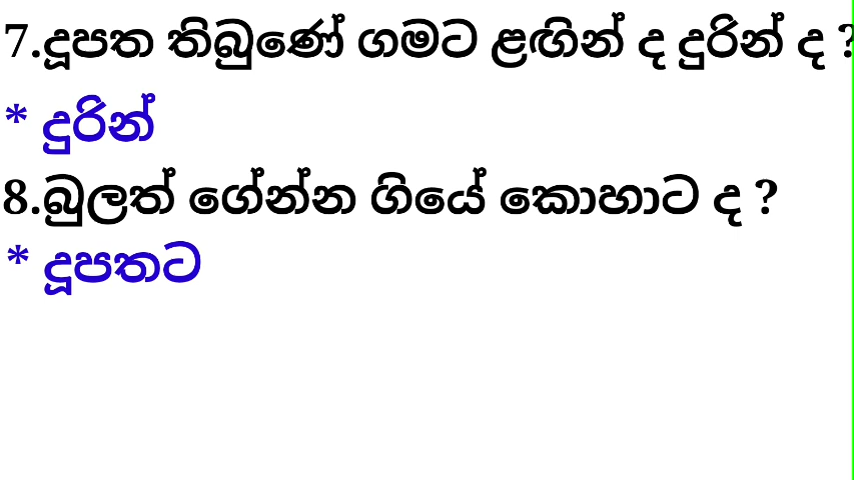 7.දූපත තිබුණේ ගමට ළඟින් ද දුරින් ද ?
* දුරින්
8.බුලත් ගේන්න ගියේ කොහාට ද ?
* දූපතට